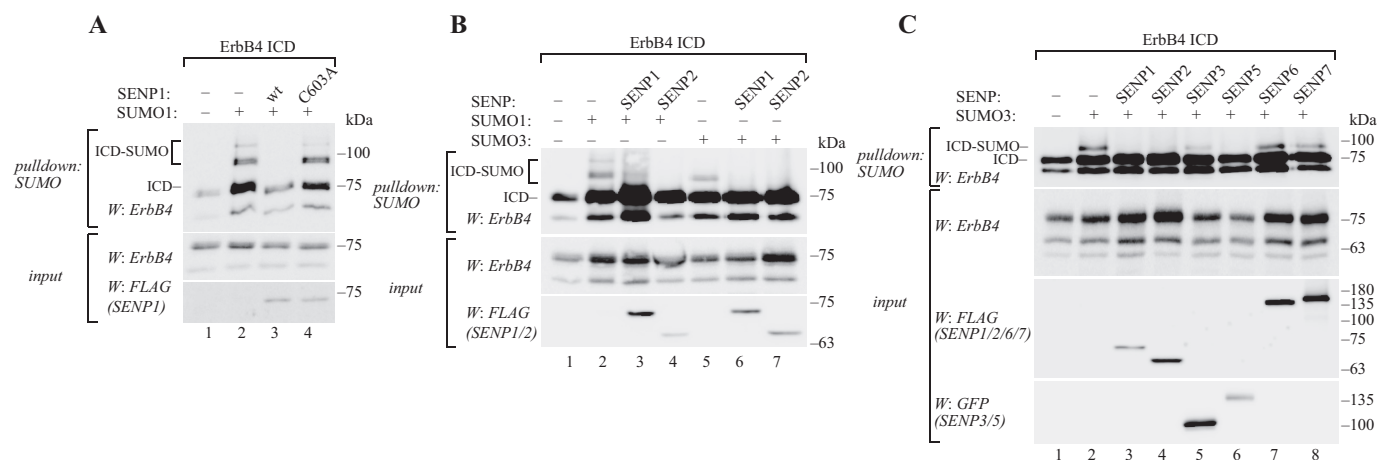 A
ErbB4 ICD
SENP1: – – wt C603A
SUMO1: – + + +
kDa
pulldown: SUMO
ICD-SUMO
–100
ICD–
–75
W: ErbB4
input
W: ErbB4
–75
W: FLAG
(SENP1)
–75
1 2 3 4
B
ErbB4 ICD
SENP: – – SENP1 SENP2 – SENP1 SENP2
SUMO1: – + + +
SUMO3: – + + +
kDa
pulldown: SUMO
ICD-SUMO
–100
ICD–
–75
W: ErbB4
input
W: ErbB4
–75
W: FLAG
(SENP1/2)
–75
–63
1 2 3 4 5 6 7
C
ErbB4 ICD
SENP: – – SENP1 SENP2 SENP3 SENP5 SENP6 SENP7
SUMO3: – + + + + + + +
kDa
pulldown: SUMO
ICD-SUMO
–100
ICD
–75
W: ErbB4
input
W: ErbB4
–75
–63
W: FLAG
(SENP1/2/6/7)
–180
–135
–100
–75
–63
W: GFP
(SENP3/5)
–135
–100
1 2 3 4 5 6 7 8